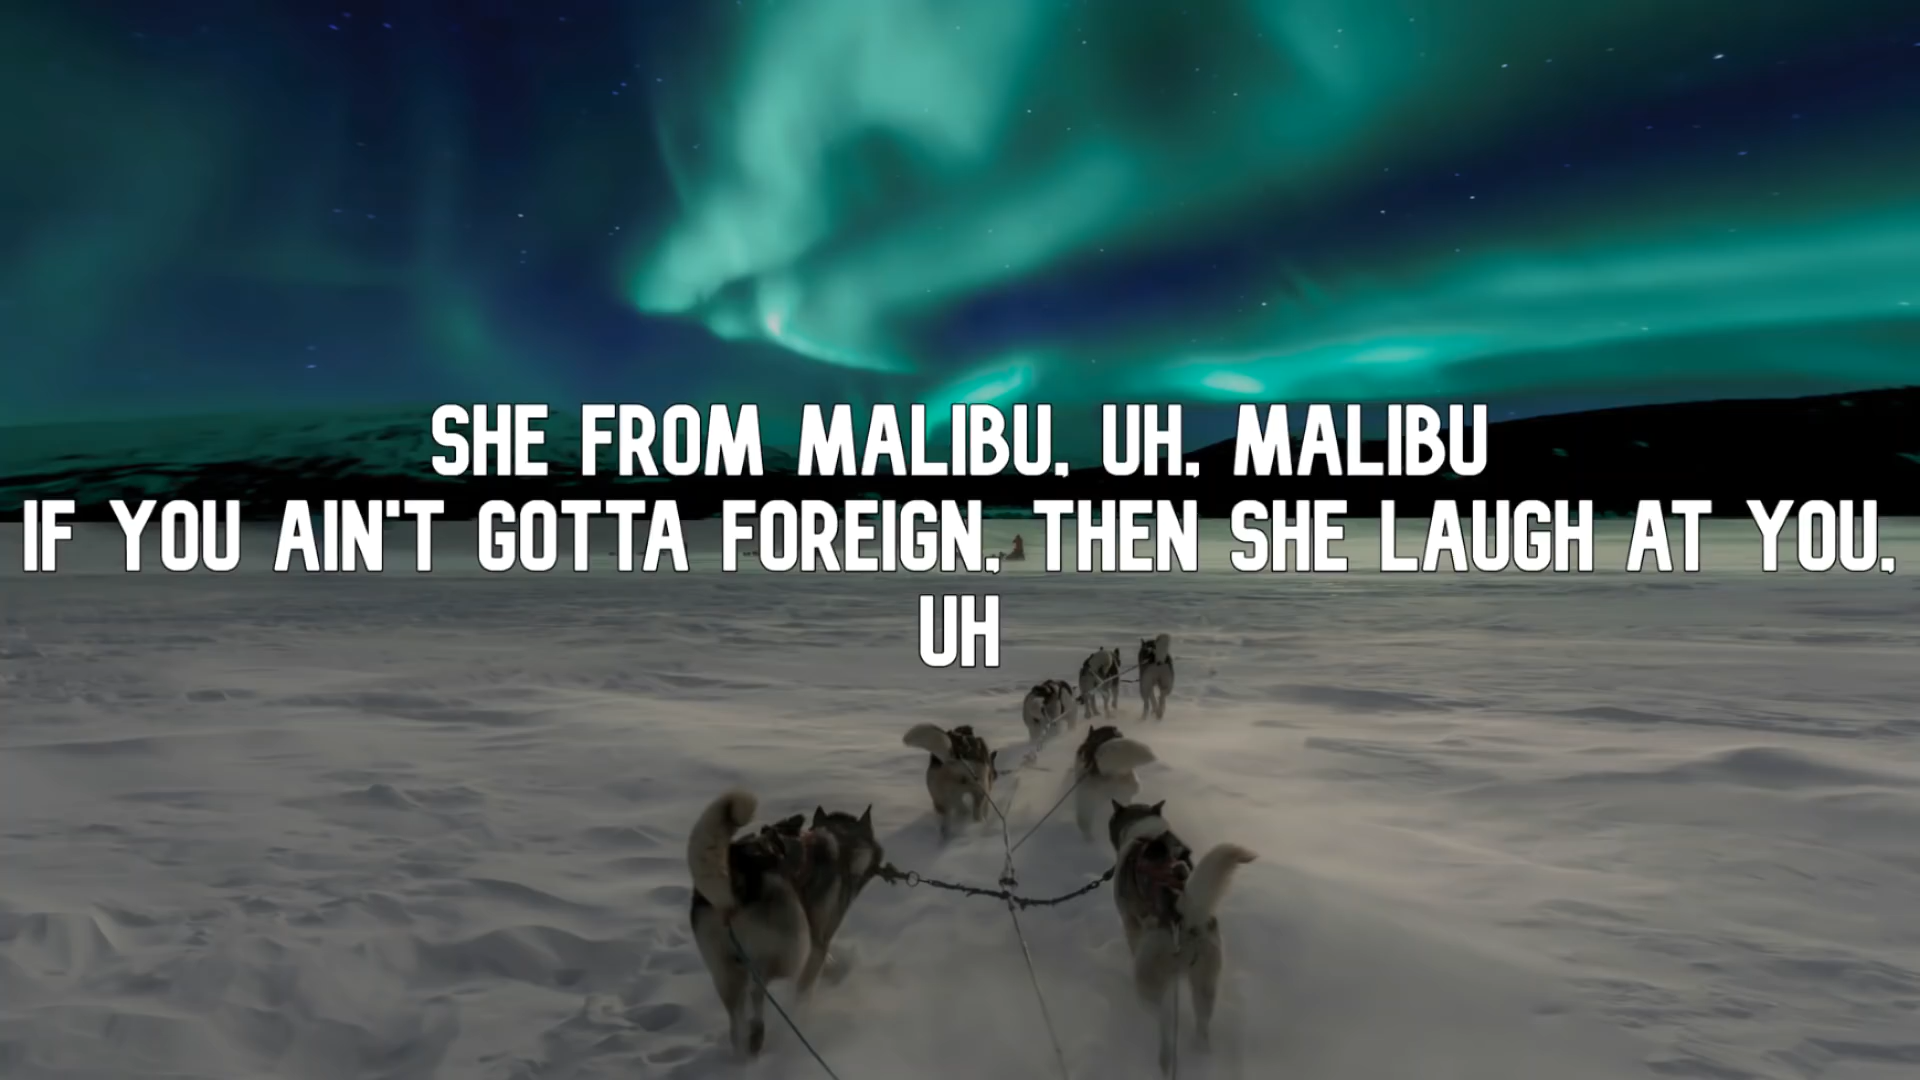 SHE FROM MALIBU, UH, MALIBU
IF YOU AIN'T GOTTA FOREIGN, THEN SHE LAUGH AT YOU,
UH